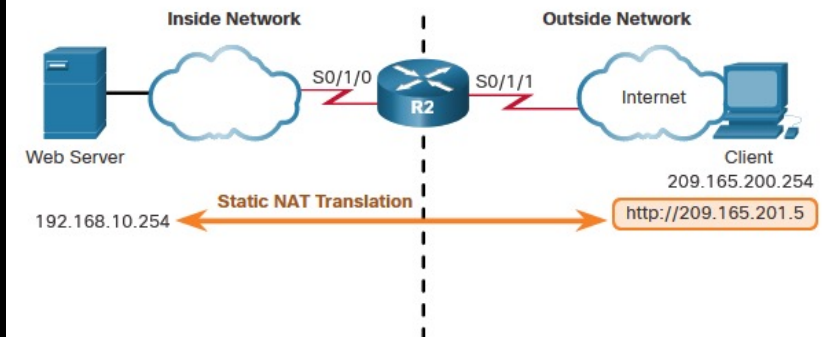 Inside Network
Outside Network
S0/1/0
S0/1/1
R2
Internet
Web Server
Client
209.165.200.254
Static NAT Translation
192.168.10.254
http://209.165.201.5